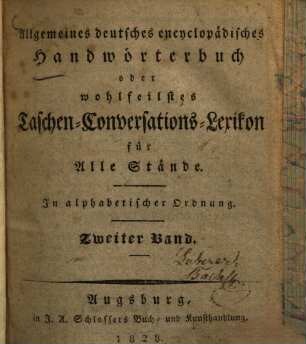 Allgemeines deutsches encyclopädisches
Handwörterbuch
oder
wohlfeilstes
Taschen-Conversations-Lexikon
für
Alle Stände.
In alphabetischer Ordnung.
Zweiter Band.
Augsburg,
in J. A. Schlossers Buch- und Kunsthandlung.
1828.